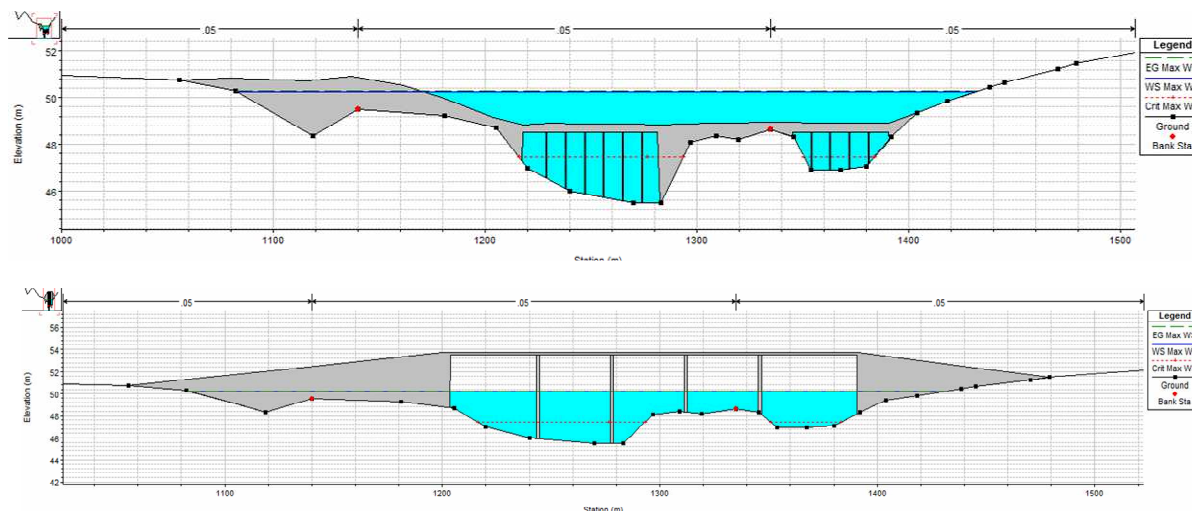 .05 .05 .05
52
50
48
46
Elevation (m)
1000 1100 1200 1300 1400 1500
Station (m)
Legend
EG Max W
WS Max W
Crit Max W
Ground
Bank Sta
.05 .05 .05
56
54
52
50
48
46
44
42
Elevation (m)
1100 1200 1300 1400 1500
Station (m)
Legend
EG Max W
WS Max W
Crit Max W
Ground
Bank Sta